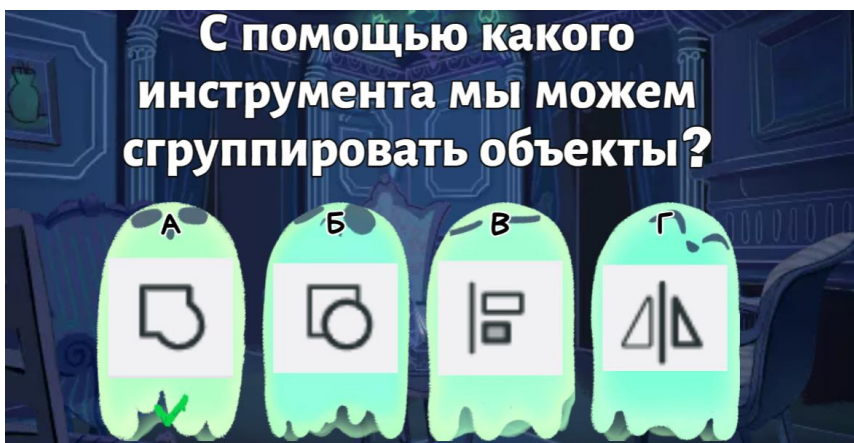 С помощью какого
инструмента мы можем
сгруппировать объекты?
А Б В Г